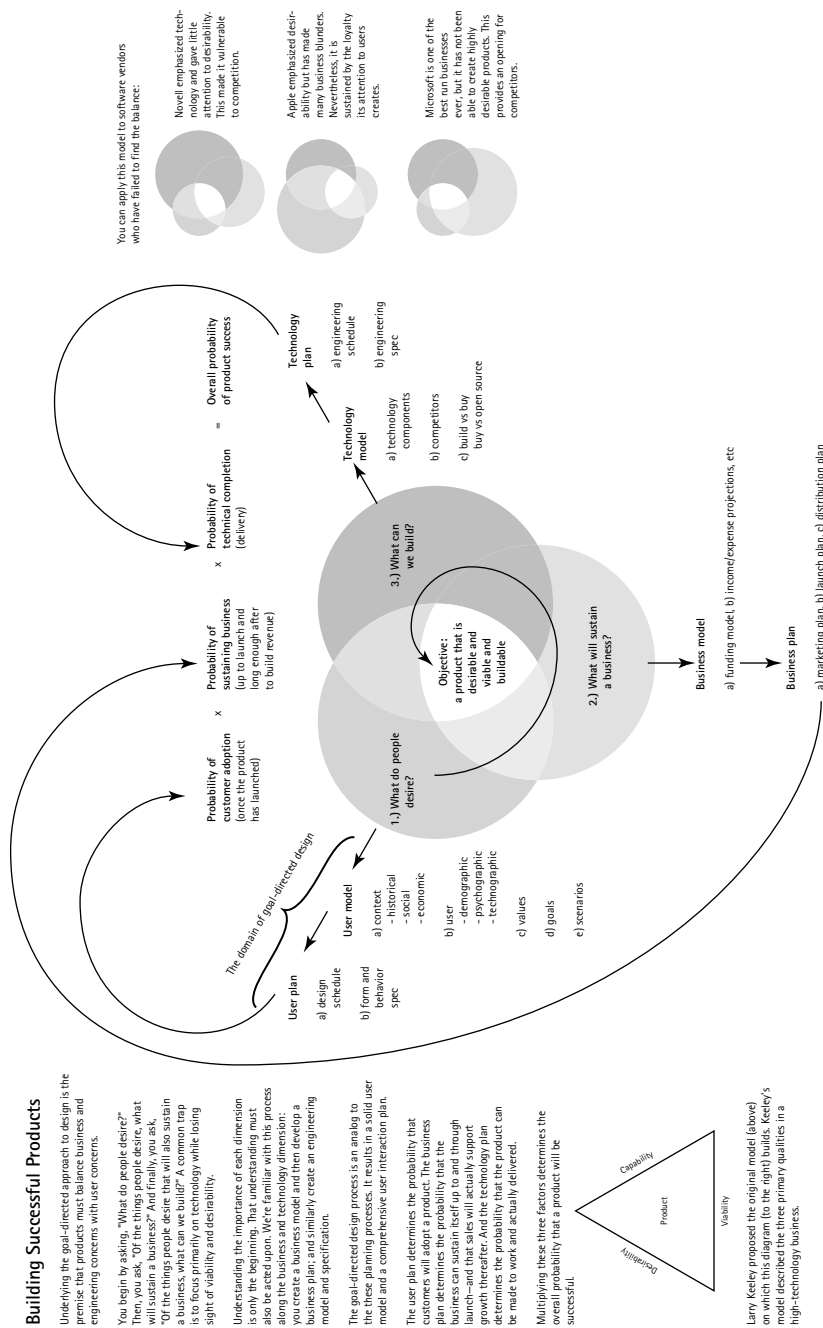 Building Successful Products
Underlying the goal-directed approach to design is the
premise that products must balance business and
engineering concerns with user concerns.
You begin by asking, "What do people desire?"
Then, you ask, "Of the things people desire, what
will sustain a business?" And finally, you ask,
"Of the things people desire that will also sustain
a business, what can we build?" A common trap
is to focus primarily on technology while losing
sight of viability and desirability.
Understanding the importance of each dimension
is only the beginning. That understanding must
also be acted upon. We're familiar with this process
along the business and technology dimension:
you create a business model and then develop a
business plan; and similarly create an engineering
model and specification.
The goal-directed design process is an analog to
the these planning processes. It results in a solid user
model and a comprehensive user interaction plan.
The user plan determines the probability that
customers will adopt a product. The business
plan determines the probability that the
business can sustain itself up to and through
launch—and that sales will actually support
growth thereafter. And the technology plan
determines the probability that the product can
be made to work and actually delivered.
Multiplying these three factors determines the
overall probability that a product will be
successful.
Desirability
Capability
Product
Viability
Larry Keeley proposed the original model (above)
on which this diagram (to the right) builds. Keeley's
model described the three primary qualities in a
high-technology business.
Probability of
customer adoption
(once the product
has launched)
x
Probability of
sustaining business
(up to launch and
long enough after
to build revenue)
x
Probability of
technical completion
(delivery)
=
Overall probability
of product success
The domain of goal-directed design
User plan
a) design
schedule
b) form and
behavior
spec
User model
a) context
- historical
- social
- economic
b) user
- demographic
- psychographic
- technographic
c) values
d) goals
e) scenarios
1.) What do people
desire?
Objective:
a product that is
desirable and
viable and
buildable
3.) What can
we build?
2.) What will sustain
a business?
Technology
model
a) technology
components
b) competitors
c) build vs buy
buy vs open source
Technology
plan
a) engineering
schedule
b) engineering
spec
Business model
a) funding model, b) income/expense projections, etc
Business plan
a) marketing plan, b) launch plan, c) distribution plan
You can apply this model to software vendors
who have failed to find the balance:
Novell emphasized tech-
nology and gave little
attention to desirability.
This made it vulnerable
to competition.
Apple emphasized desir-
ability but has made
many business blunders.
Nevertheless, it is
sustained by the loyalty
its attention to users
creates.
Microsoft is one of the
best run businesses
ever, but it has not been
able to create highly
desirable products. This
provides an opening for
competitors.